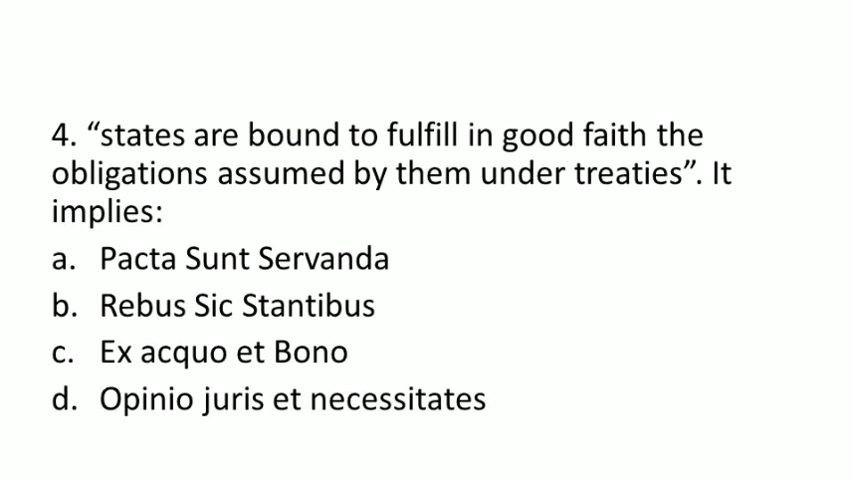 4. “states are bound to fulfill in good faith the
obligations assumed by them under treaties”. It
implies:
a. Pacta Sunt Servanda
b. Rebus Sic Stantibus
c. Ex acquo et Bono
d. Opinio juris et necessitates